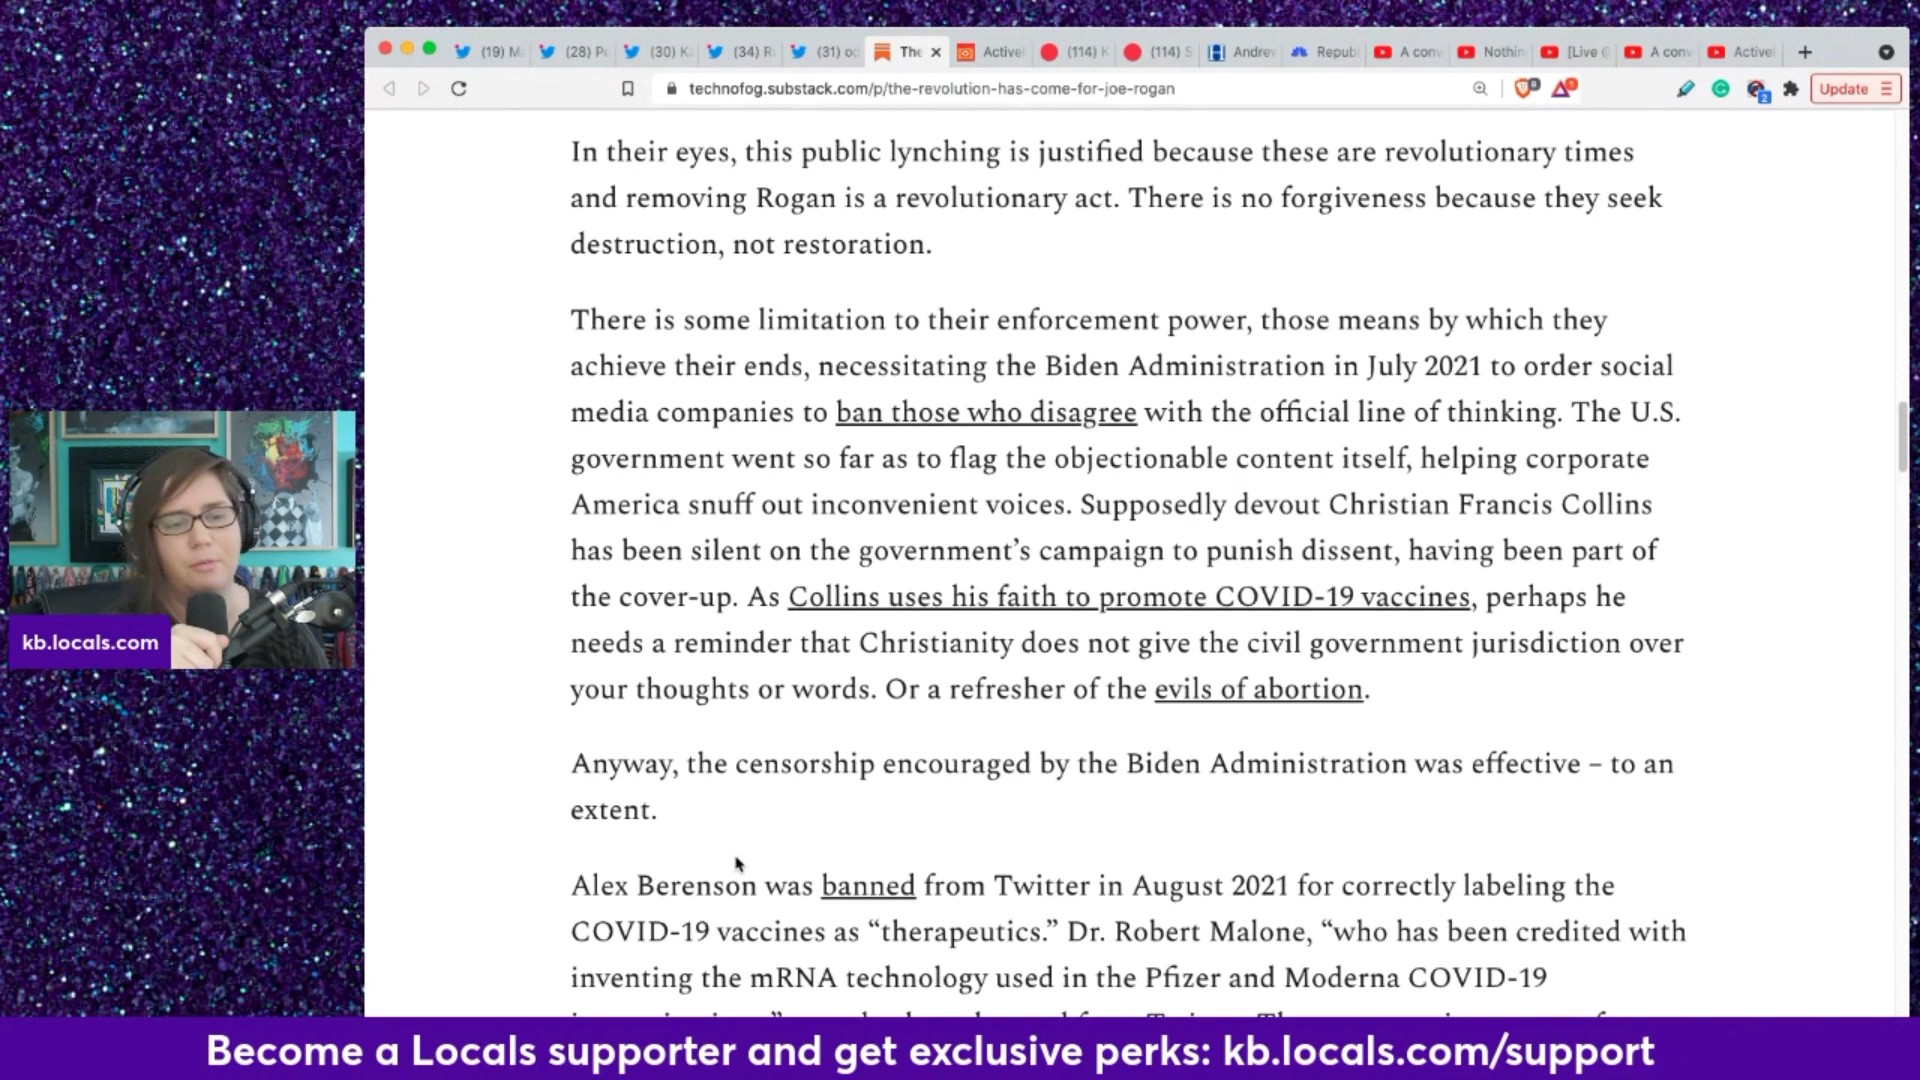 (19) M
(28) P
(30) K
(34) R
(31) od
The
Active
(114) K
(114) S
Andrev
Repub
A conv
Nothin
[Live
A conv
Active
technofog.substack.com/p/the-revolution-has-come-for-joe-rogan
Update
In their eyes, this public lynching is justified because these are revolutionary times
and removing Rogan is a revolutionary act. There is no forgiveness because they seek
destruction, not restoration.
There is some limitation to their enforcement power, those means by which they
achieve their ends, necessitating the Biden Administration in July 2021 to order social
media companies to ban those who disagree with the official line of thinking. The U.S.
government went so far as to flag the objectionable content itself, helping corporate
America snuff out inconvenient voices. Supposedly devout Christian Francis Collins
has been silent on the government’s campaign to punish dissent, having been part of
the cover-up. As Collins uses his faith to promote COVID-19 vaccines, perhaps he
needs a reminder that Christianity does not give the civil government jurisdiction over
your thoughts or words. Or a refresher of the evils of abortion.
Anyway, the censorship encouraged by the Biden Administration was effective – to an
extent.
Alex Berenson was banned from Twitter in August 2021 for correctly labeling the
COVID-19 vaccines as “therapeutics.” Dr. Robert Malone, “who has been credited with
inventing the mRNA technology used in the Pfizer and Moderna COVID-19
kb.locals.com
Become a Locals supporter and get exclusive perks: kb.locals.com/support